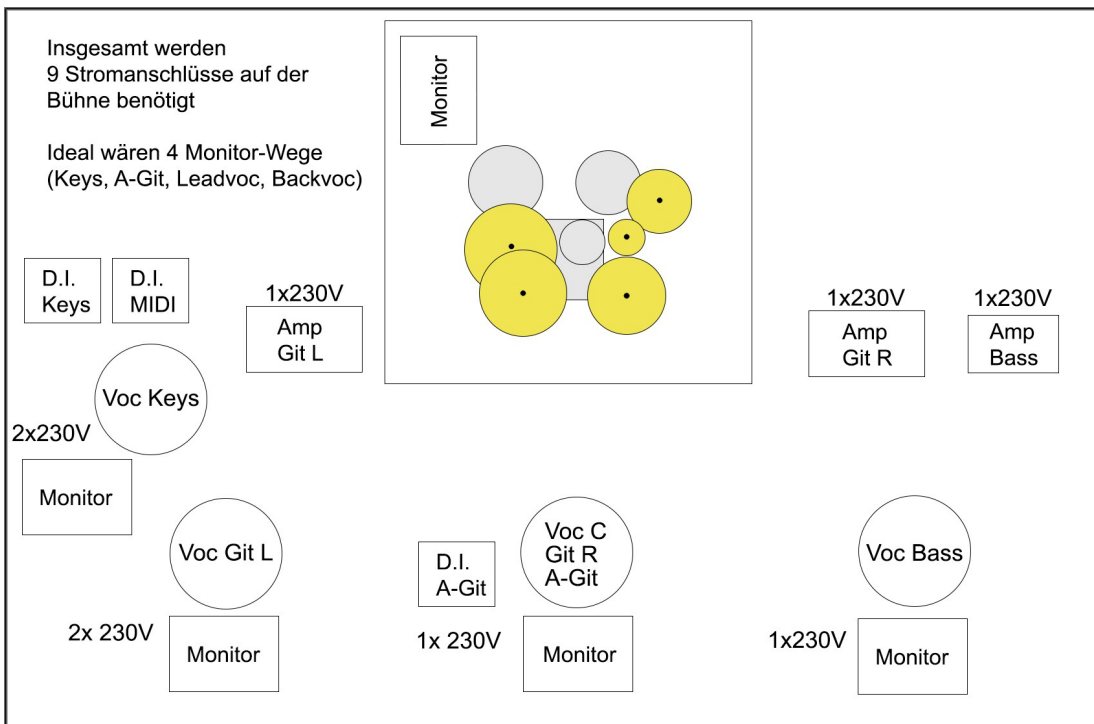 Insgesamt werden
9 Stromanschlüsse auf der
Bühne benötigt
Ideal wären 4 Monitor-Wege
(Keys, A-Git, Leadvoc, Backvoc)
Monitor
D.I.
Keys
D.I.
MIDI
1x230V
Amp
Git L
1x230V
Amp
Git R
1x230V
Amp
Bass
Voc Keys
2x230V
Monitor
Voc Git L
2x 230V
Monitor
D.I.
A-Git
Voc C
Git R
A-Git
1x 230V
Monitor
Voc Bass
1x230V
Monitor